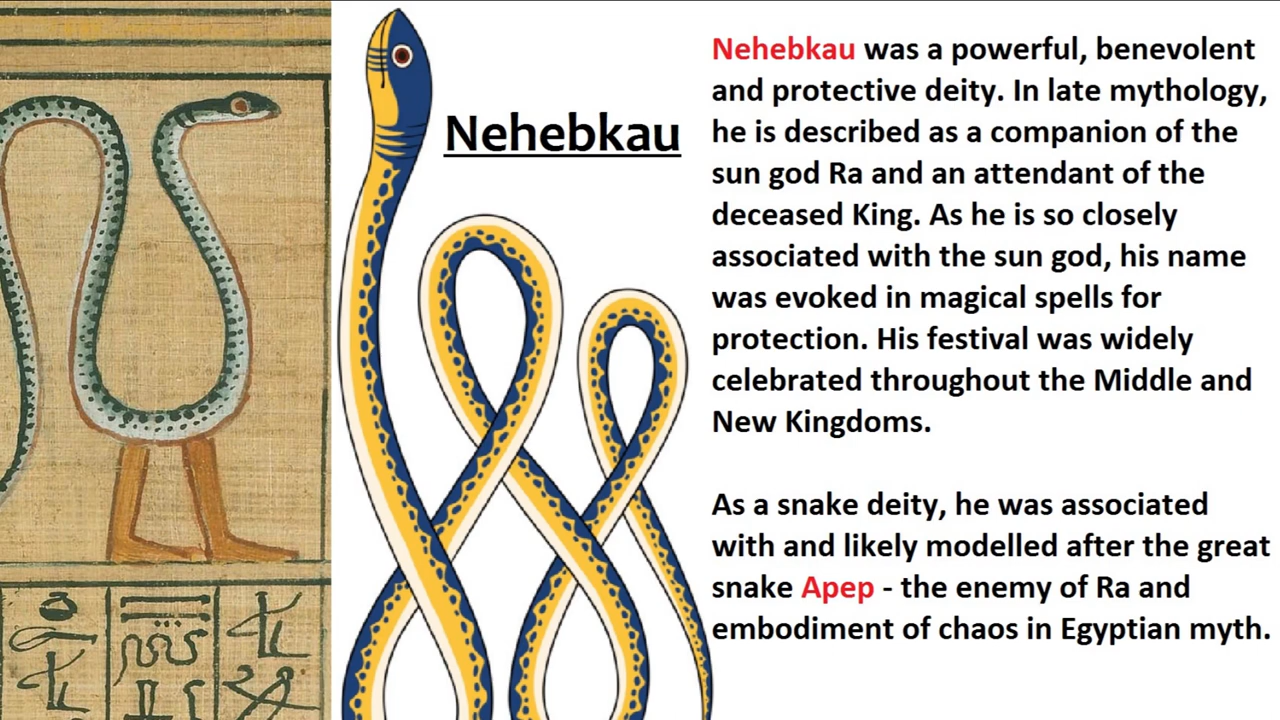 Nehebkau
Nehebkau was a powerful, benevolent
and protective deity. In late mythology,
he is described as a companion of the
sun god Ra and an attendant of the
deceased King. As he is so closely
associated with the sun god, his name
was evoked in magical spells for
protection. His festival was widely
celebrated throughout the Middle and
New Kingdoms.
As a snake deity, he was associated
with and likely modelled after the great
snake Apep - the enemy of Ra and
embodiment of chaos in Egyptian myth.